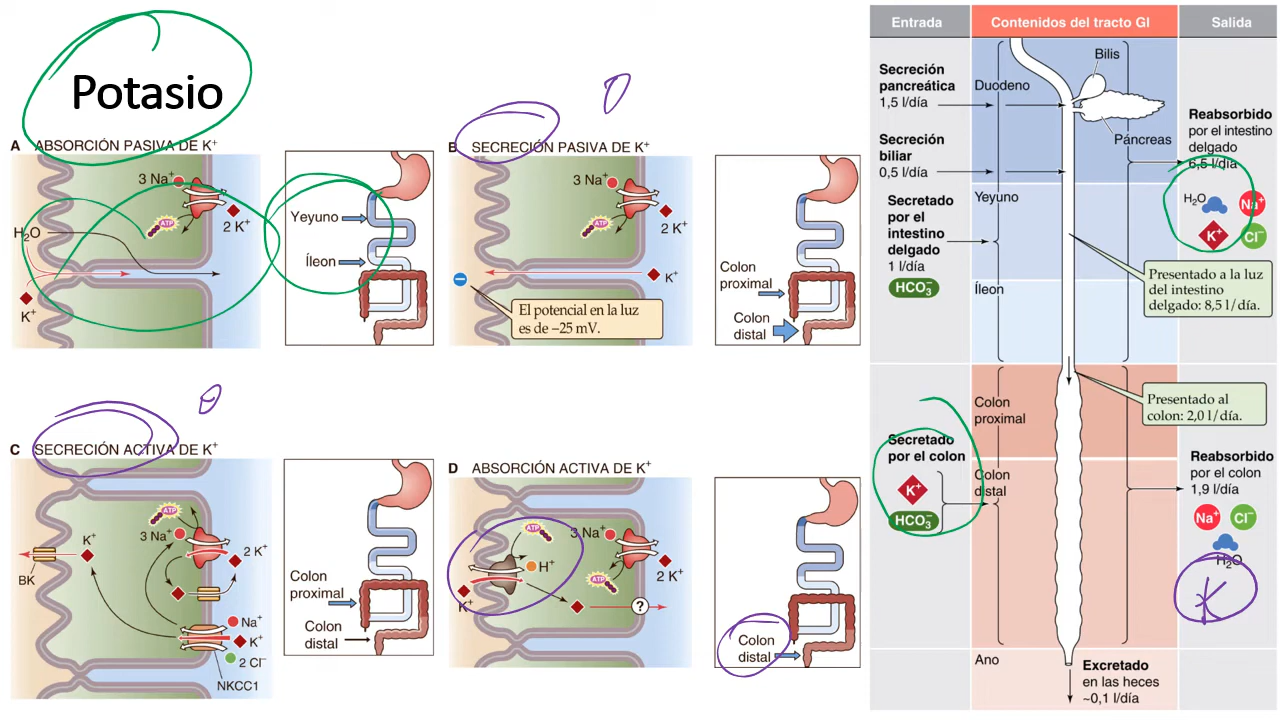 Potasio
A ABSORCIÓN PASIVA DE K⁺
3 Na⁺
ATP
2 K⁺
H₂O
K⁺
Yeyuno
Íleon
B SECRECIÓN PASIVA DE K⁺
3 Na⁺
ATP
2 K⁺
K⁺
–
El potencial en la luz
es de –25 mV.
Colon
proximal
Colon
distal
C SECRECIÓN ACTIVA DE K⁺
ATP
3 Na⁺
K⁺
2 K⁺
BK
Na⁺
K⁺
2 Cl⁻
NKCC1
Colon
proximal
Colon
distal
D ABSORCIÓN ACTIVA DE K⁺
ATP
3 Na⁺
H⁺
ATP
2 K⁺
K⁺
?
Colon
distal
Entrada
Contenidos del tracto GI
Salida
Secreción
pancreática
1,5 l/día
Secreción
biliar
0,5 l/día
Secretado
por el
intestino
delgado
1 l/día
HCO₃⁻
Duodeno
Bilis
Páncreas
Yeyuno
Íleon
Reabsorbido
por el intestino
delgado
6,5 l/día
H₂O
Na⁺
K⁺
Cl⁻
Presentado a la luz
del intestino
delgado: 8,5 l/día.
Presentado al
colon: 2,0 l/día.
Colon
proximal
Secretado
por el colon
K⁺
HCO₃⁻
Colon
distal
Reabsorbido
por el colon
1,9 l/día
Na⁺
Cl⁻
H₂O
K
Ano
Excretado
en las heces
~0,1 l/día